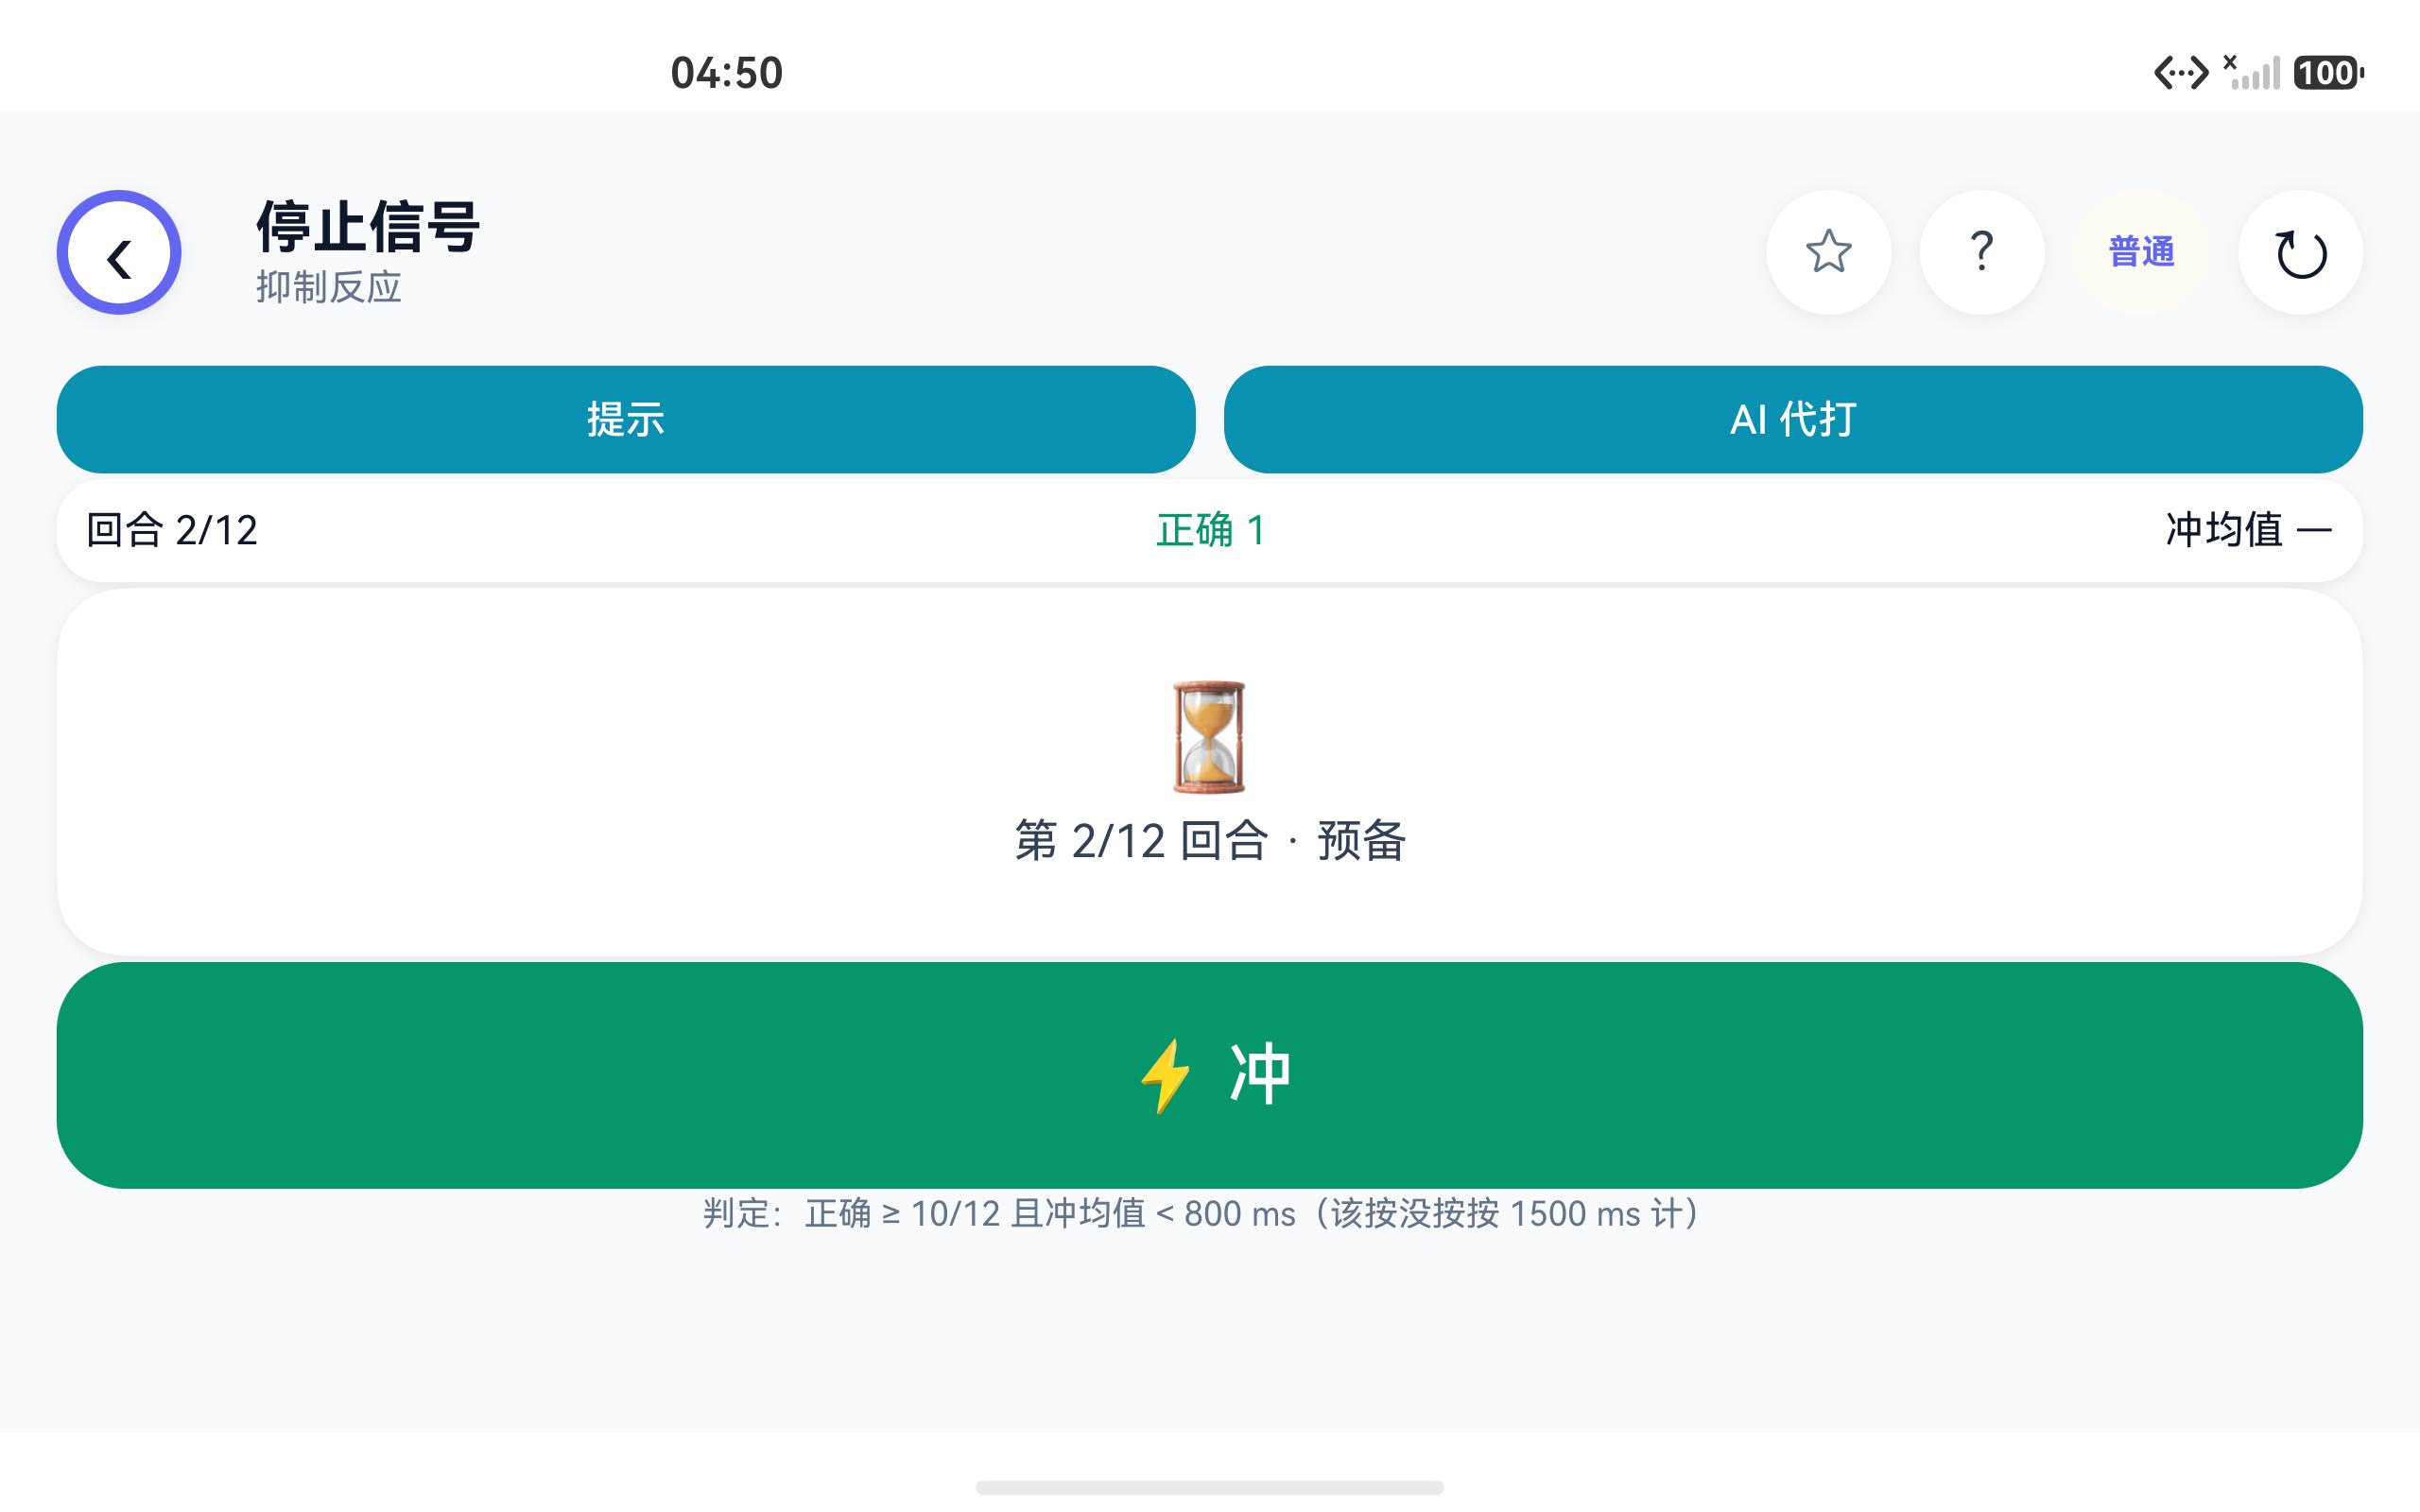 04:50
100
停止信号
抑制反应
?
普通
提示
AI 代打
回合 2/12
正确 1
冲均值 —
第 2/12 回合 · 预备
⚡ 冲
判定：正确 ≥ 10/12 且冲均值 < 800 ms（该按没按按 1500 ms 计）